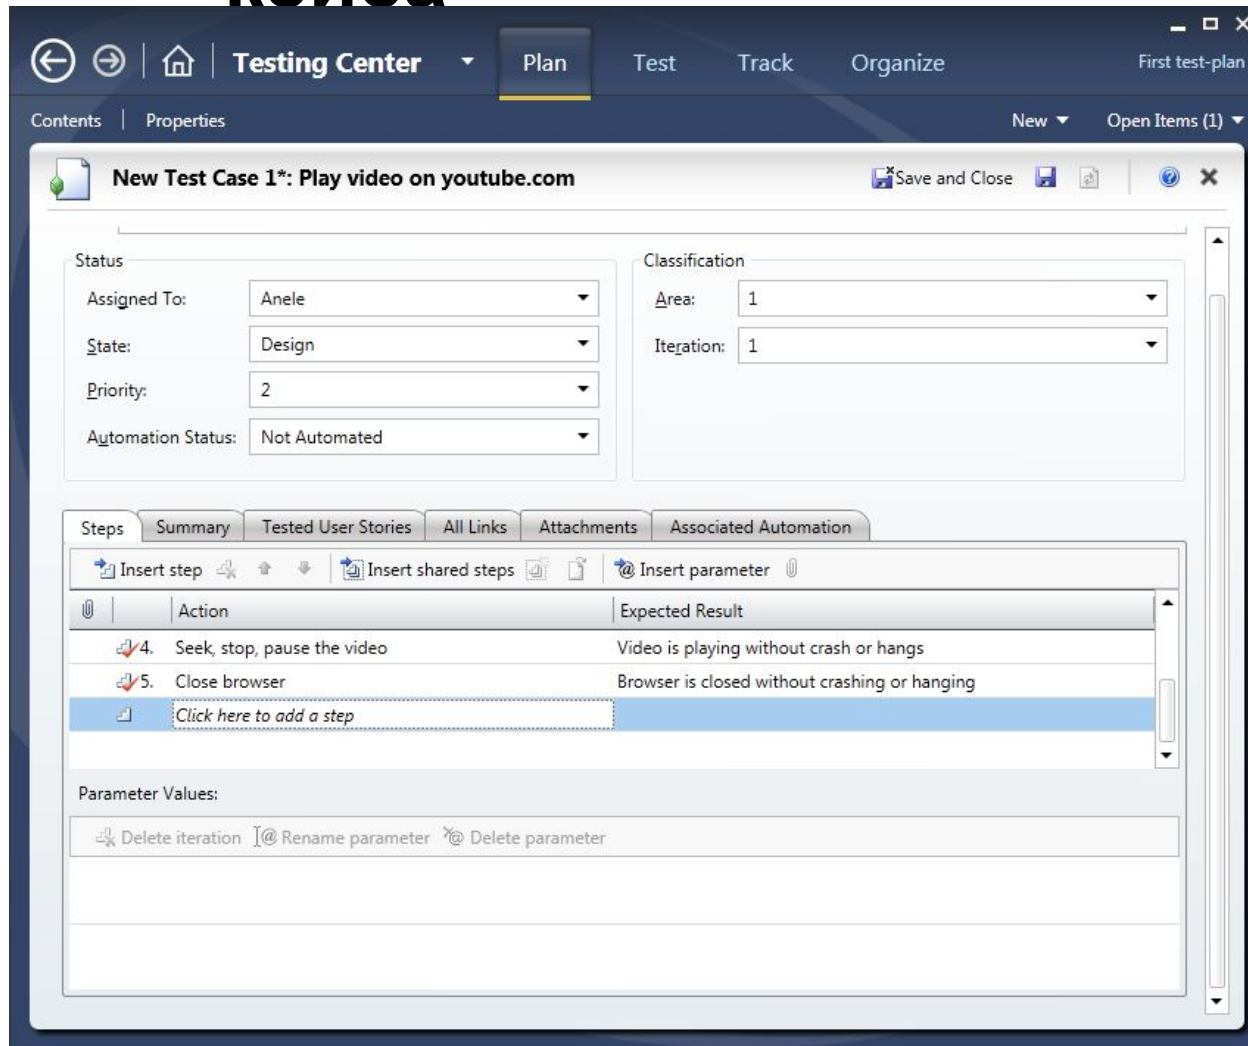 Testing Center Plan Test Track Organize First test-plan
Contents Properties New Open Items (1)
New Test Case 1*: Play video on youtube.com Save and Close
Status Classification
Assigned To: Anele Area: 1
State: Design Iteration: 1
Priority: 2
Automation Status: Not Automated
Steps Summary Tested User Stories All Links Attachments Associated Automation
Insert step Insert shared steps Insert parameter
Action Expected Result
4. Seek, stop, pause the video Video is playing without crash or hangs
5. Close browser Browser is closed without crashing or hanging
Click here to add a step
Parameter Values:
Delete iteration Rename parameter Delete parameter